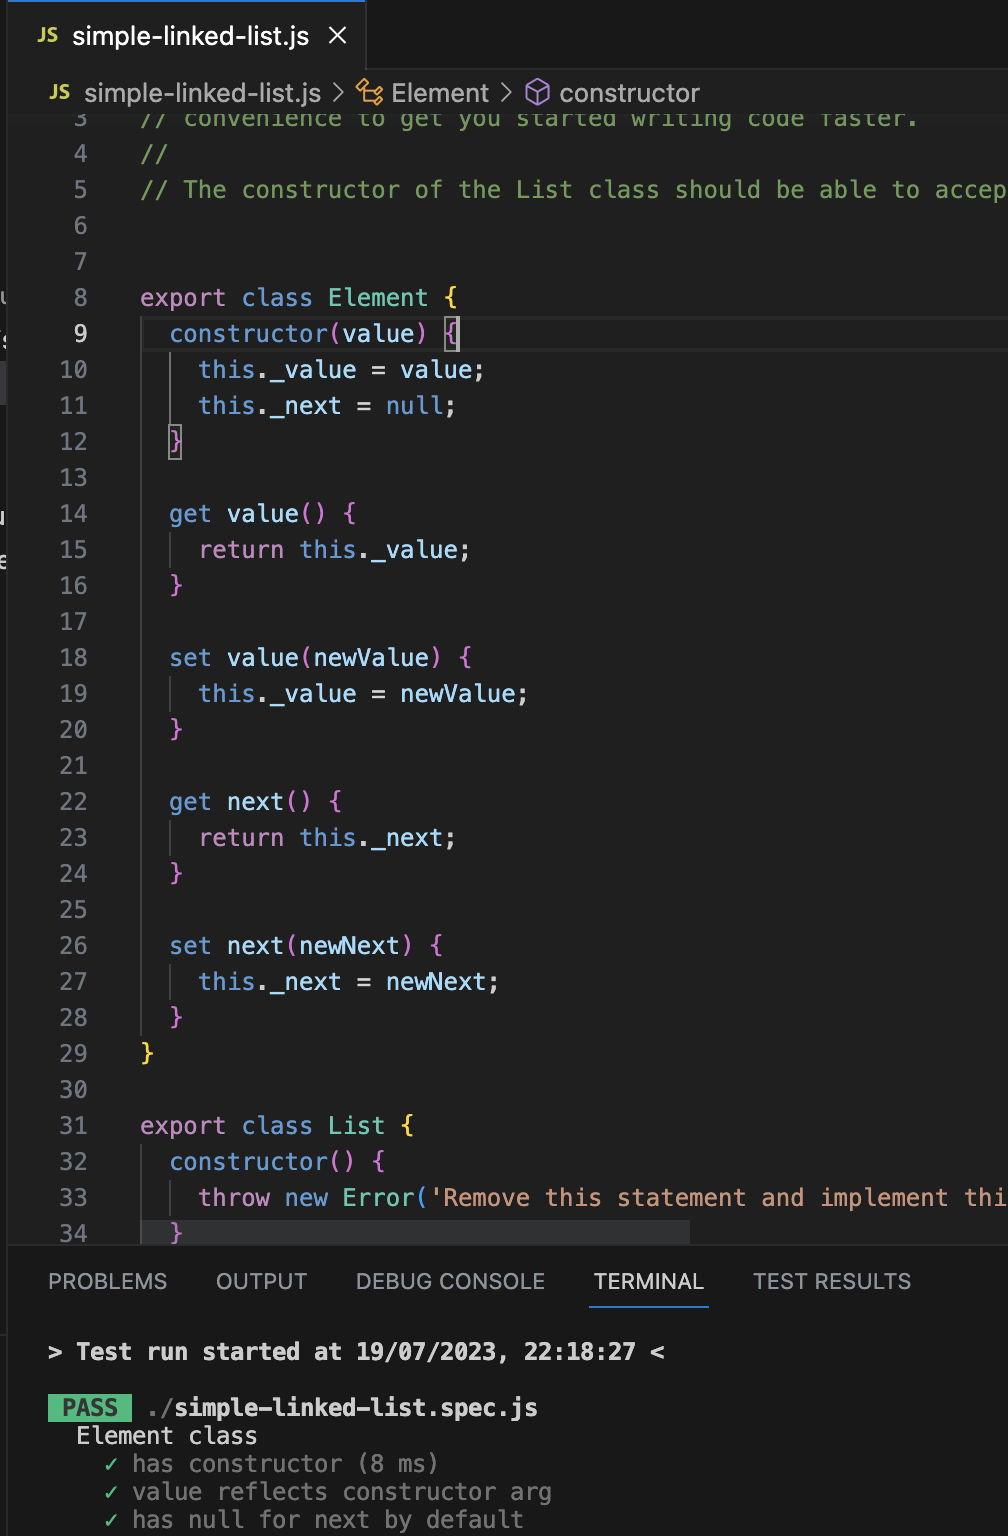 JS simple-linked-list.js ×
JS simple-linked-list.js > Element > constructor
3 // convenience to get you started writing code faster.
4 //
5 // The constructor of the List class should be able to accep
6
7
8 export class Element {
9 constructor(value) {
10 this._value = value;
11 this._next = null;
12 }
13
14 get value() {
15 return this._value;
16 }
17
18 set value(newValue) {
19 this._value = newValue;
20 }
21
22 get next() {
23 return this._next;
24 }
25
26 set next(newNext) {
27 this._next = newNext;
28 }
29 }
30
31 export class List {
32 constructor() {
33 throw new Error('Remove this statement and implement thi
34 }
PROBLEMS OUTPUT DEBUG CONSOLE TERMINAL TEST RESULTS
> Test run started at 19/07/2023, 22:18:27 <
PASS ./simple-linked-list.spec.js
Element class
✓ has constructor (8 ms)
✓ value reflects constructor arg
✓ has null for next by default